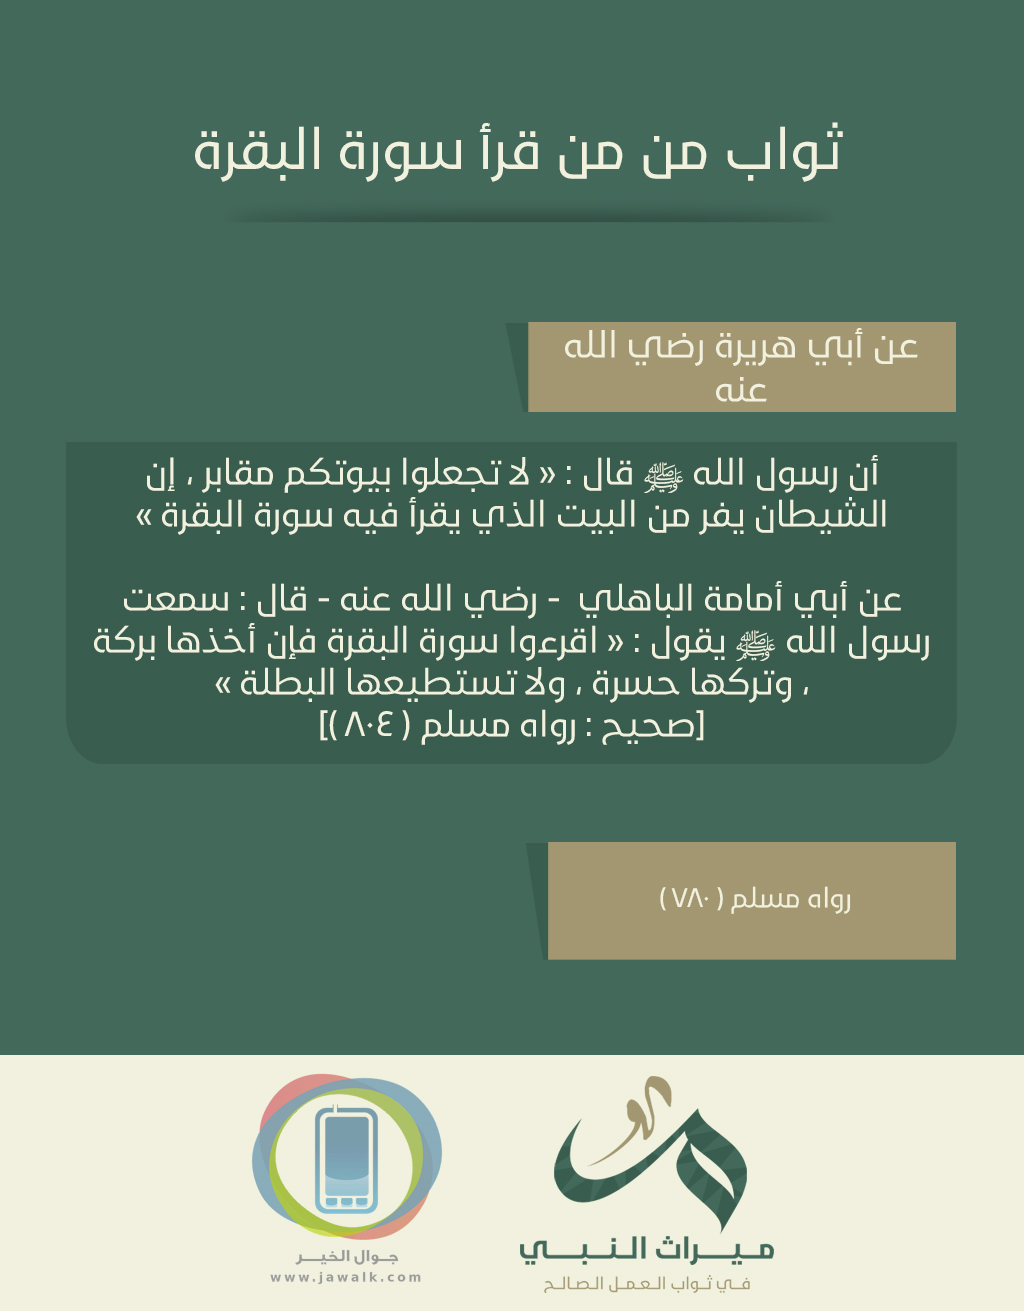 ثواب من من قرأ سورة البقرة
عن أبي هريرة رضي الله
عنه
أن رسول الله ﷺ قال : « لا تجعلوا بيوتكم مقابر ، إن
الشيطان يفر من البيت الذي يقرأ فيه سورة البقرة »
عن أبي أمامة الباهلي - رضي الله عنه - قال : سمعت
رسول الله ﷺ يقول : « اقرءوا سورة البقرة فإن أخذها بركة
، وتركها حسرة ، ولا تستطيعها البطلة »
[صحيح : رواه مسلم ( ٨٠٤ )]
رواه مسلم ( ٧٨٠ )
ميراث النبي
في ثواب العمل الصالح
جوال الخير
www.jawalk.com